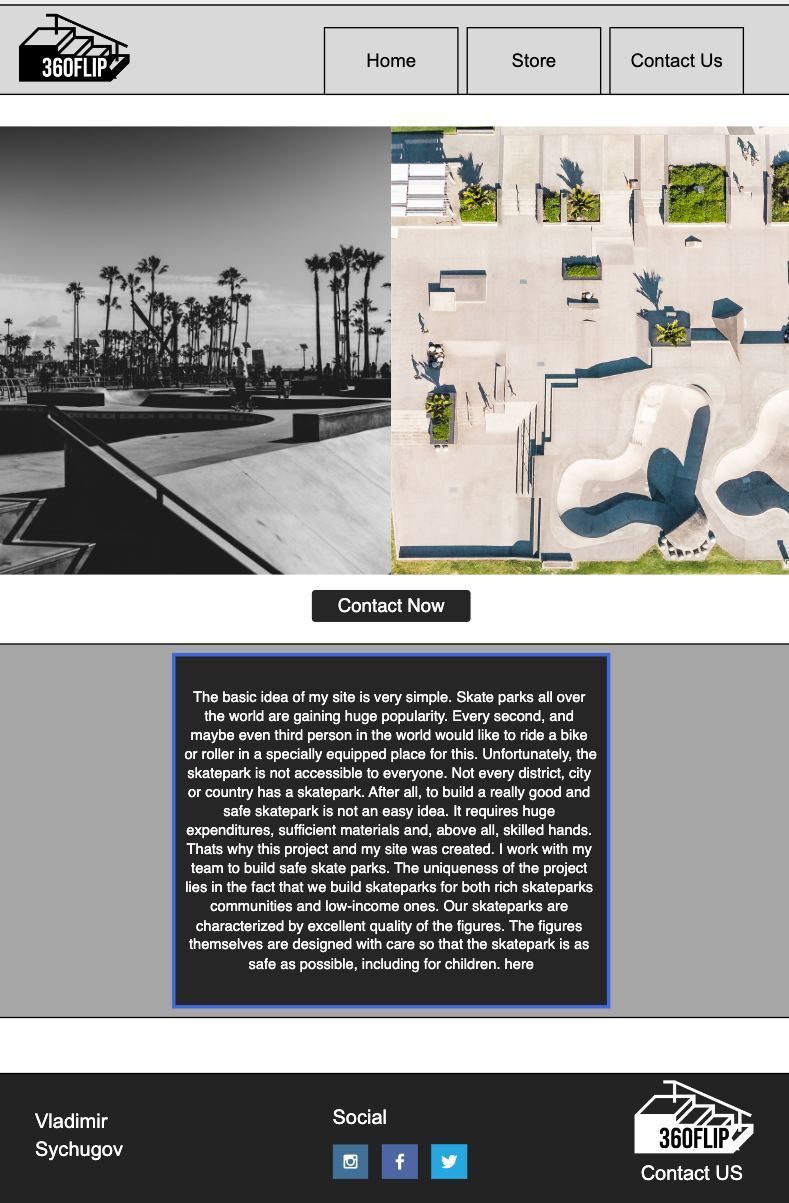 360FLIP
Home
Store
Contact Us
Contact Now
The basic idea of my site is very simple. Skate parks all over
the world are gaining huge popularity. Every second, and
maybe even third person in the world would like to ride a bike
or roller in a specially equipped place for this. Unfortunately, the
skatepark is not accessible to everyone. Not every district, city
or country has a skatepark. After all, to build a really good and
safe skatepark is not an easy idea. It requires huge
expenditures, sufficient materials and, above all, skilled hands.
Thats why this project and my site was created. I work with my
team to build safe skate parks. The uniqueness of the project
lies in the fact that we build skateparks for both rich skateparks
communities and low-income ones. Our skateparks are
characterized by excellent quality of the figures. The figures
themselves are designed with care so that the skatepark is as
safe as possible, including for children. here
Vladimir
Sychugov
Social
360FLIP
Contact US